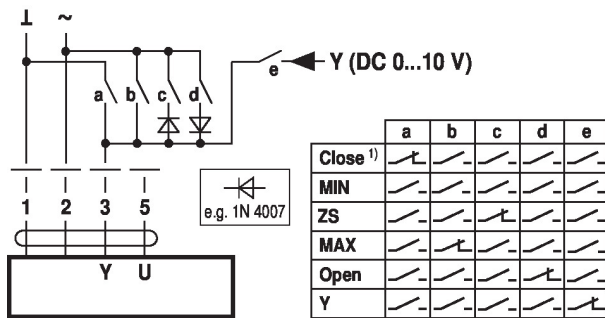 ⊥ ~
e Y (DC 0...10 V)
a b c d
1 2 3 5
e.g. 1N 4007
Y U
a b c d e
Close 1)
MIN
ZS
MAX
Open
Y